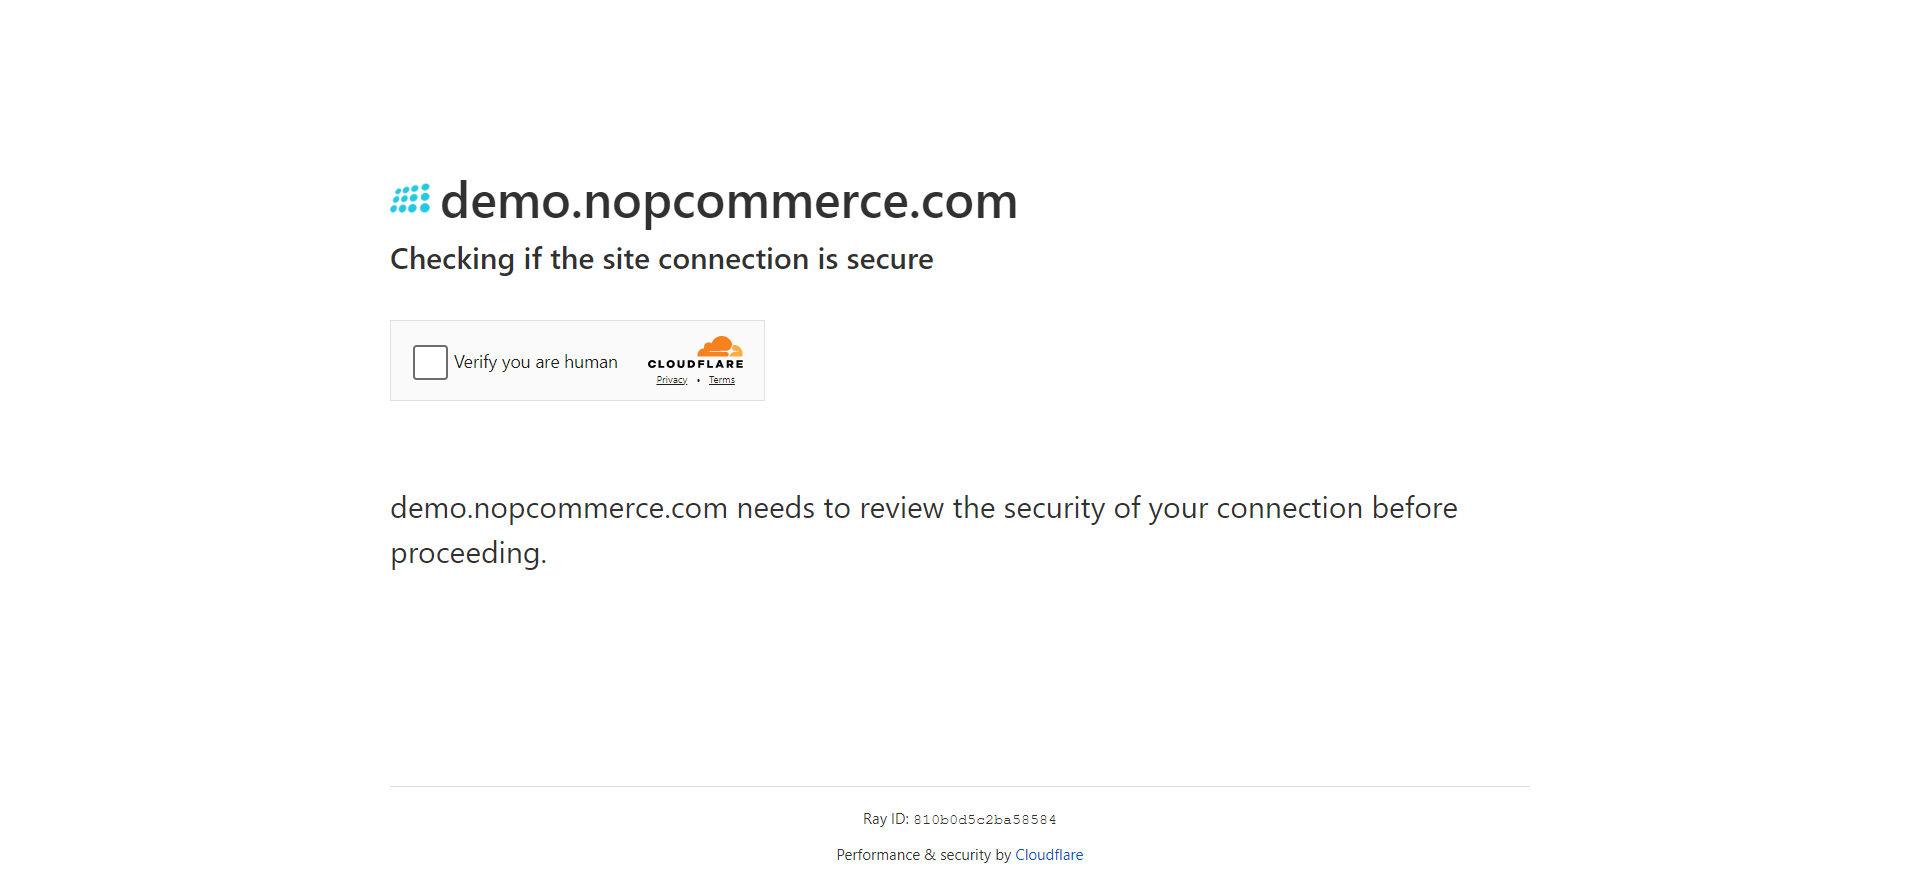 demo.nopcommerce.com
Checking if the site connection is secure
Verify you are human
CLOUDFLARE
Privacy • Terms
demo.nopcommerce.com needs to review the security of your connection before
proceeding.
Ray ID: 810b0d5c2ba58584
Performance & security by Cloudflare